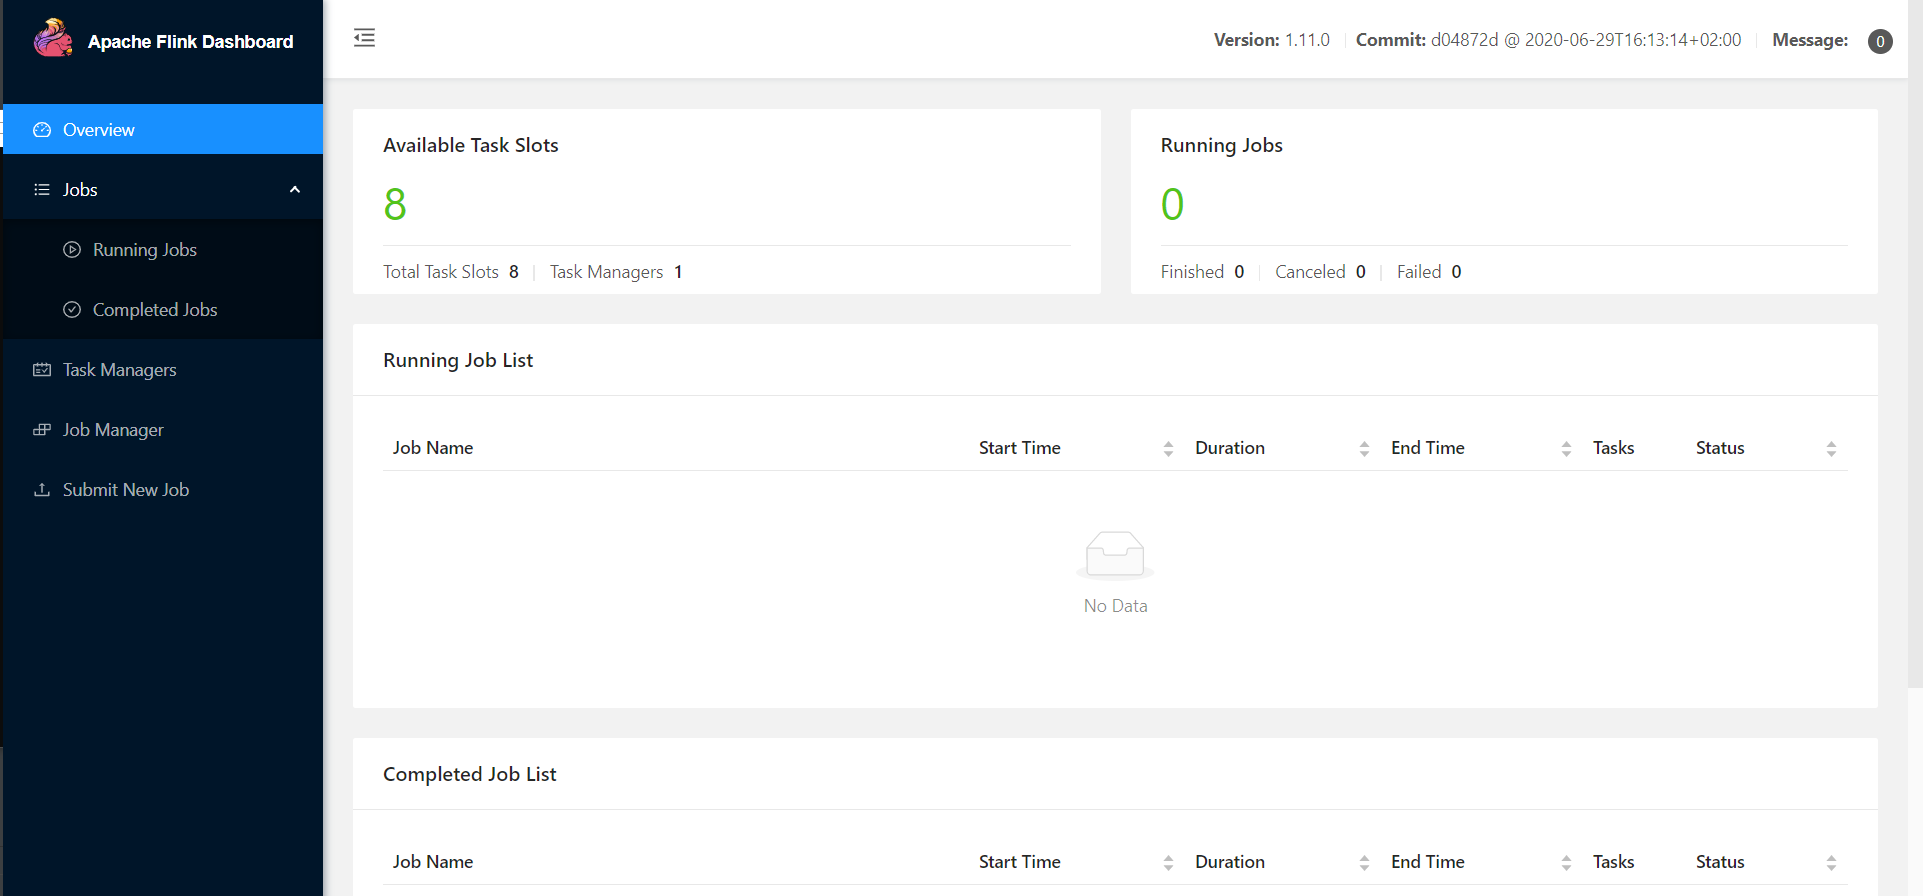 Apache Flink Dashboard
Version: 1.11.0 Commit: d04872d @ 2020-06-29T16:13:14+02:00 Message: 0
Overview
Jobs
Running Jobs
Completed Jobs
Task Managers
Job Manager
Submit New Job
Available Task Slots
8
Total Task Slots 8 Task Managers 1
Running Jobs
0
Finished 0 Canceled 0 Failed 0
Running Job List
Job Name Start Time Duration End Time Tasks Status
No Data
Completed Job List
Job Name Start Time Duration End Time Tasks Status